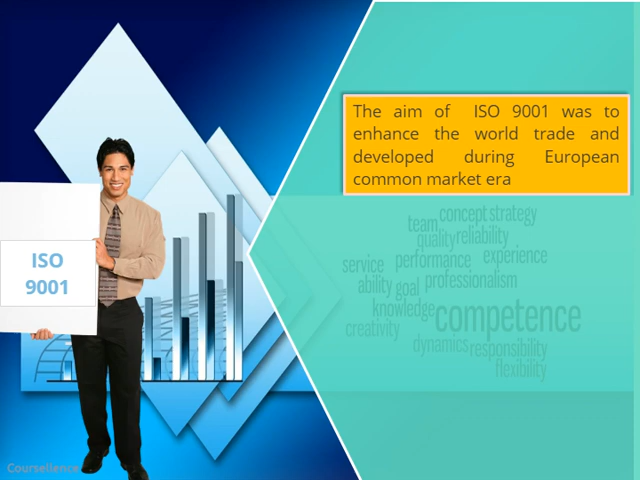 The aim of ISO 9001 was to
enhance the world trade and
developed during European
common market era
concept strategy
team
quality reliability
performance experience
service
ability goal professionalism
knowledge
competence
creativity
dynamics responsibility
flexibility
ISO
9001
Coursellence